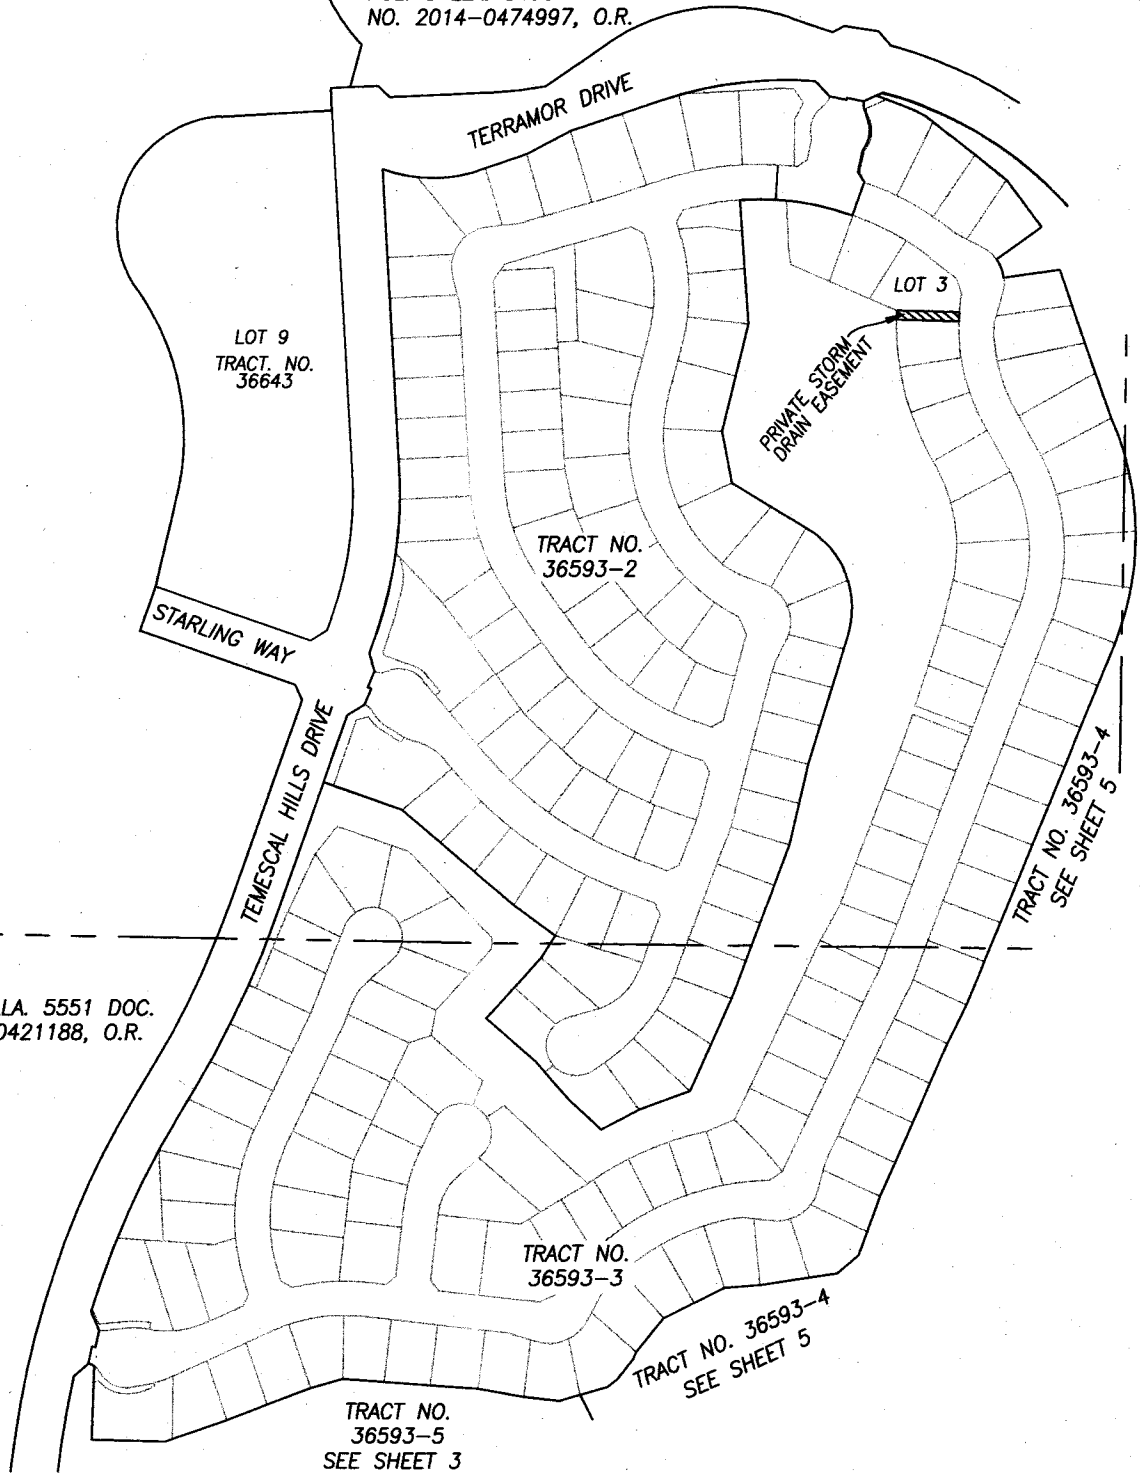 NO. 2014-0474997, O.R.
TERRAMOR DRIVE
LOT 3
LOT 9
TRACT. NO.
36643
PRIVATE STORM
DRAIN EASEMENT
TRACT NO.
36593-2
STARLING WAY
TEMESCAL HILLS DRIVE
TRACT NO. 36593-4
SEE SHEET 5
LA. 5551 DOC.
0421188, O.R.
TRACT NO.
36593-3
TRACT NO. 36593-4
SEE SHEET 5
TRACT NO.
36593-5
SEE SHEET 3